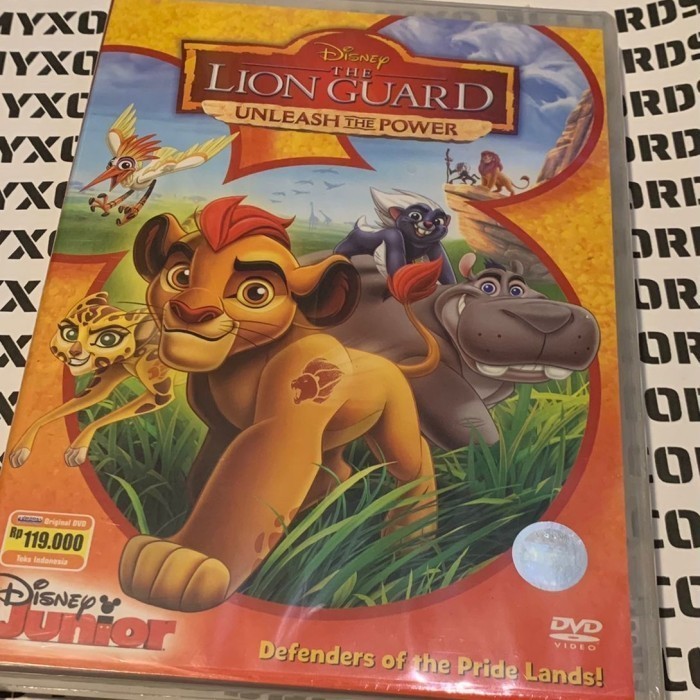 Disney
THE
LION GUARD
UNLEASH THE POWER
Original DVD
Rp 119.000
Teks Indonesia
Disney
Junior
DVD
VIDEO
Defenders of the Pride Lands!